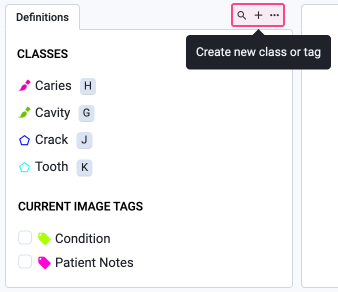 Definitions
Create new class or tag
CLASSES
Caries H
Cavity G
Crack J
Tooth K
CURRENT IMAGE TAGS
Condition
Patient Notes